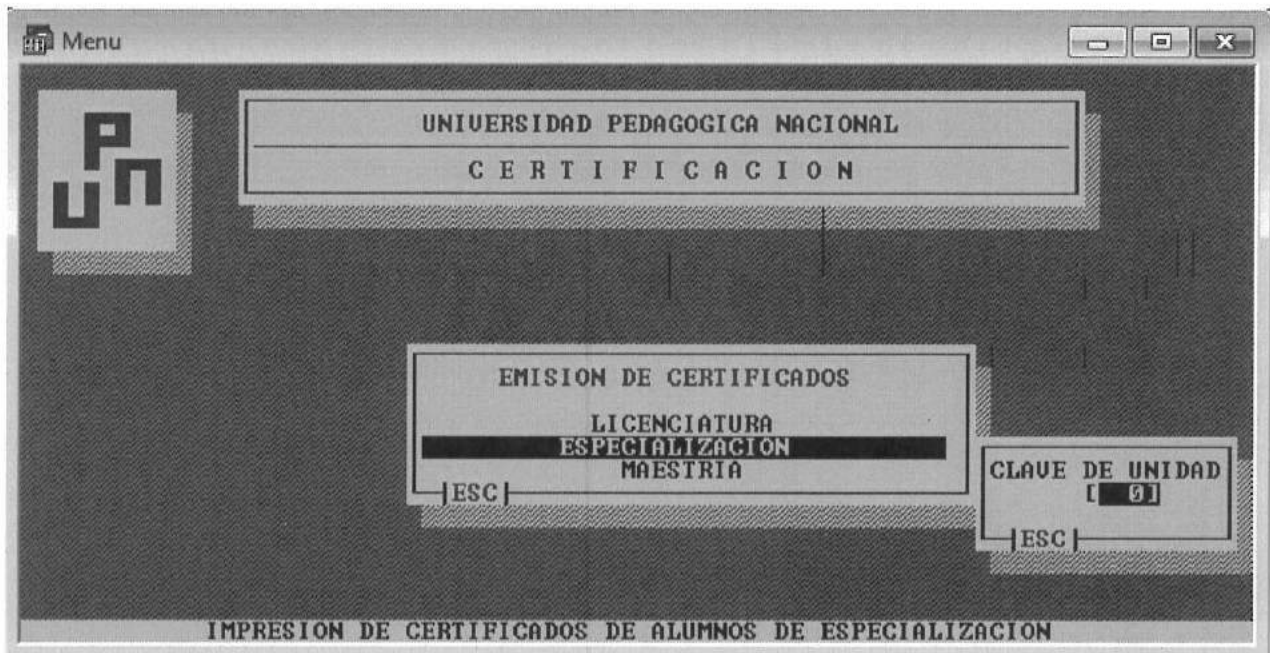 Menu
UPN
UNIVERSIDAD PEDAGOGICA NACIONAL
C E R T I F I C A C I O N
EMISION DE CERTIFICADOS
LICENCIATURA
ESPECIALIZACION
MAESTRIA
ESC
CLAVE DE UNIDAD
[ 0]
ESC
IMPRESION DE CERTIFICADOS DE ALUMNOS DE ESPECIALIZACION